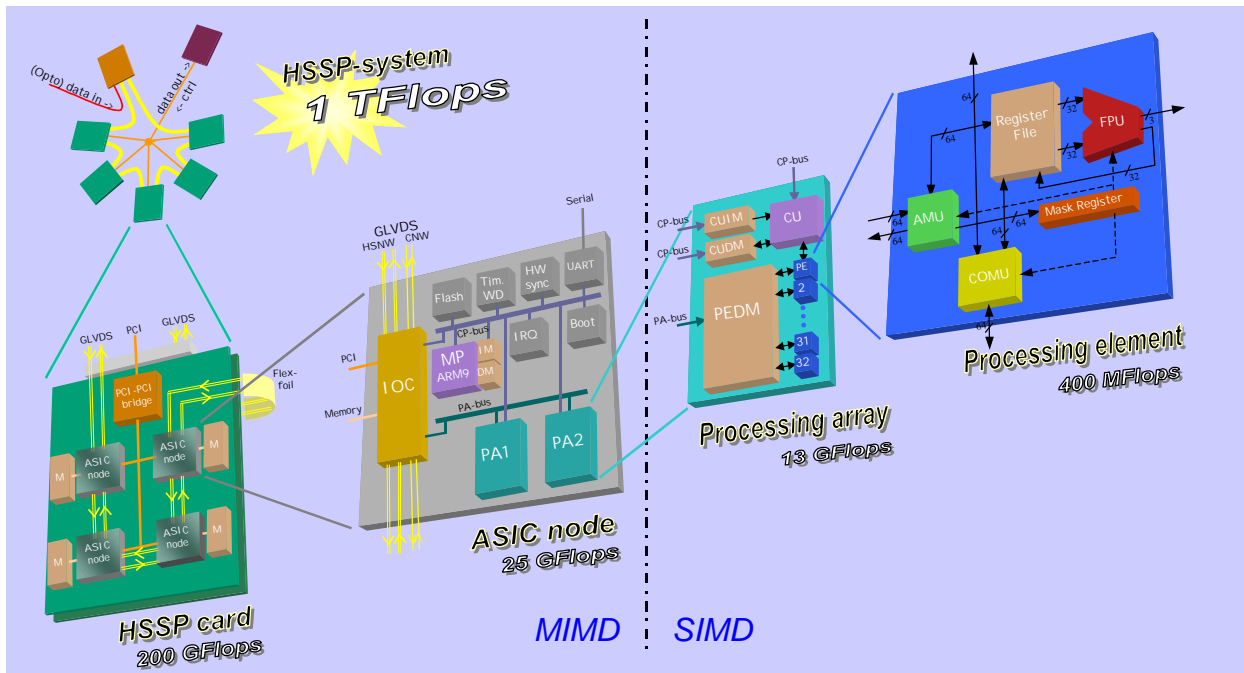 HSSP-system
1 TFlops
(Opto) data in ->
data out ->
<- ctrl
GLVDS
PCI
GLVDS
PCI-PCI
bridge
Flex-
foil
M
ASIC
node
ASIC
node
M
M
ASIC
node
ASIC
node
M
HSSP card
200 GFlops
GLVDS
HSNW
CNW
Serial
Flash
Tim.
WD
HW
sync
UART
PCI
IOC
CP-bus
MP
ARM9
IM
DM
IRQ
Boot
Memory
PA-bus
PA1
PA2
ASIC node
25 GFlops
MIMD
SIMD
CP-bus
CP-bus
CUIM
CU
CP-bus
CUDM
PE
2
PA-bus
PEDM
31
32
Processing array
13 GFlops
64
Register
File
32
FPU
3
64
32
32
AMU
64
64
64
64
Mask Register
COMU
64
Processing element
400 MFlops